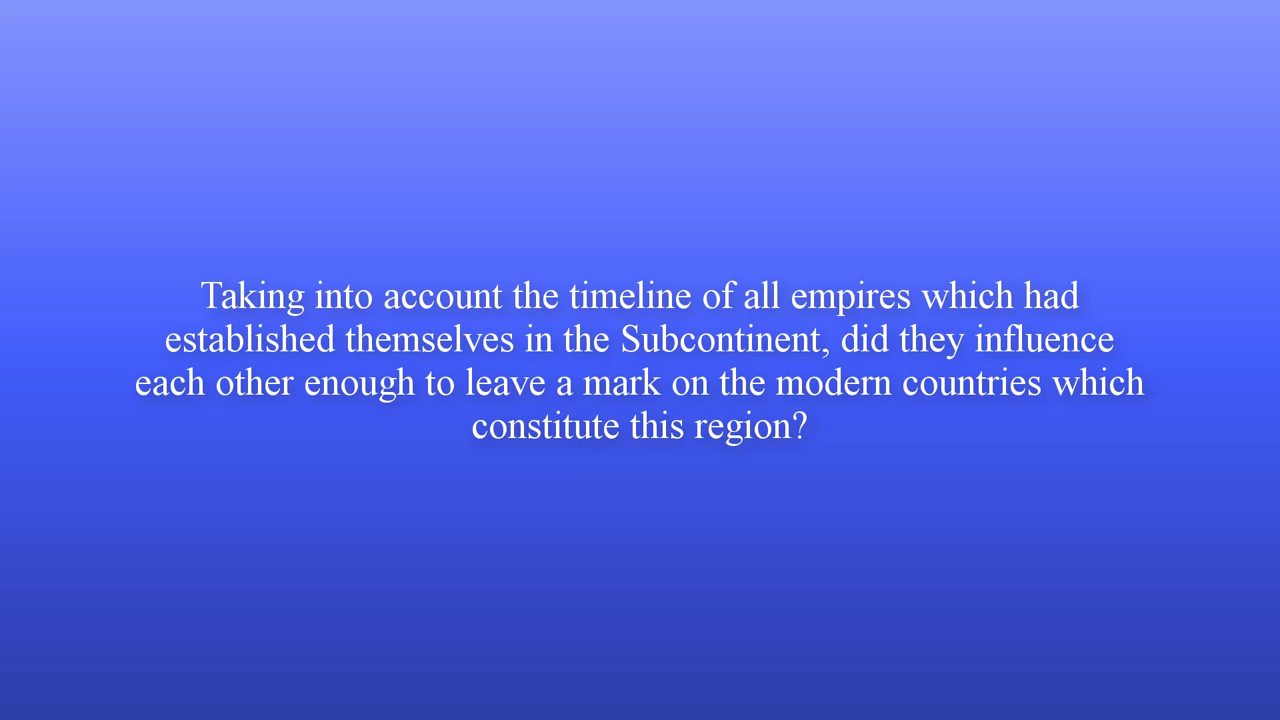 Taking into account the timeline of all empires which had
established themselves in the Subcontinent, did they influence
each other enough to leave a mark on the modern countries which
constitute this region?